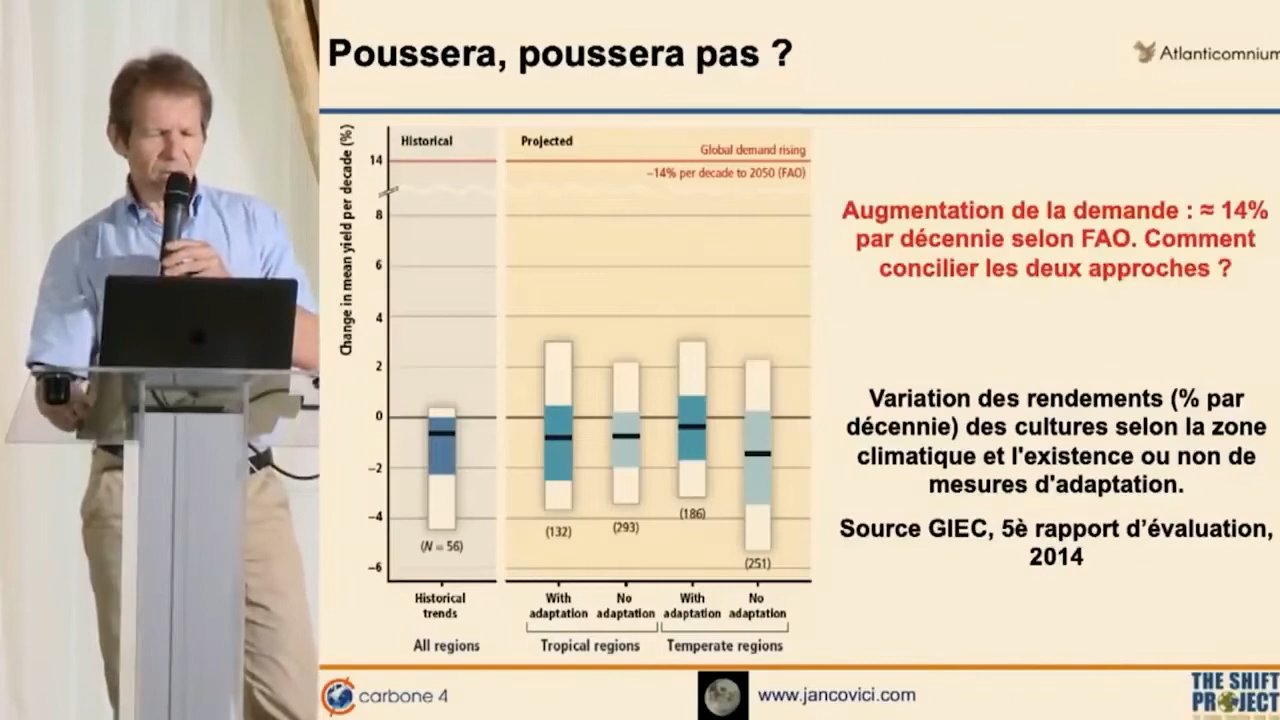 Poussera, poussera pas ?
Atlanticomnium
Change in mean yield per decade (%)
Historical
Projected
Global demand rising
~14% per decade to 2050 (FAO)
14
8
6
4
2
0
−2
−4
−6
(N = 56)
(132)
(293)
(186)
(251)
Historical
trends
With
adaptation
No
adaptation
With
adaptation
No
adaptation
All regions
Tropical regions
Temperate regions
Augmentation de la demande : ≈ 14%
par décennie selon FAO. Comment
concilier les deux approches ?
Variation des rendements (% par
décennie) des cultures selon la zone
climatique et l'existence ou non de
mesures d'adaptation.
Source GIEC, 5è rapport d’évaluation,
2014
carbone 4
www.jancovici.com
THE SHIFT
PROJECT